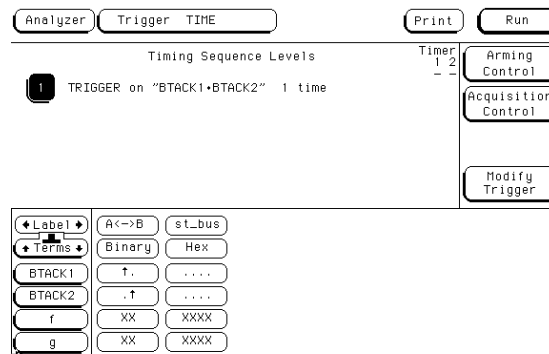 Analyzer Trigger TIME Print Run
Timing Sequence Levels
Timer
1 2
- -
Arming
Control
1 TRIGGER on "BTACK1•BTACK2" 1 time
Acquisition
Control
Modify
Trigger
Label A<->B st_bus
Terms Binary Hex
BTACK1 ↑. ....
BTACK2 .↑ ....
f XX XXXX
g XX XXXX